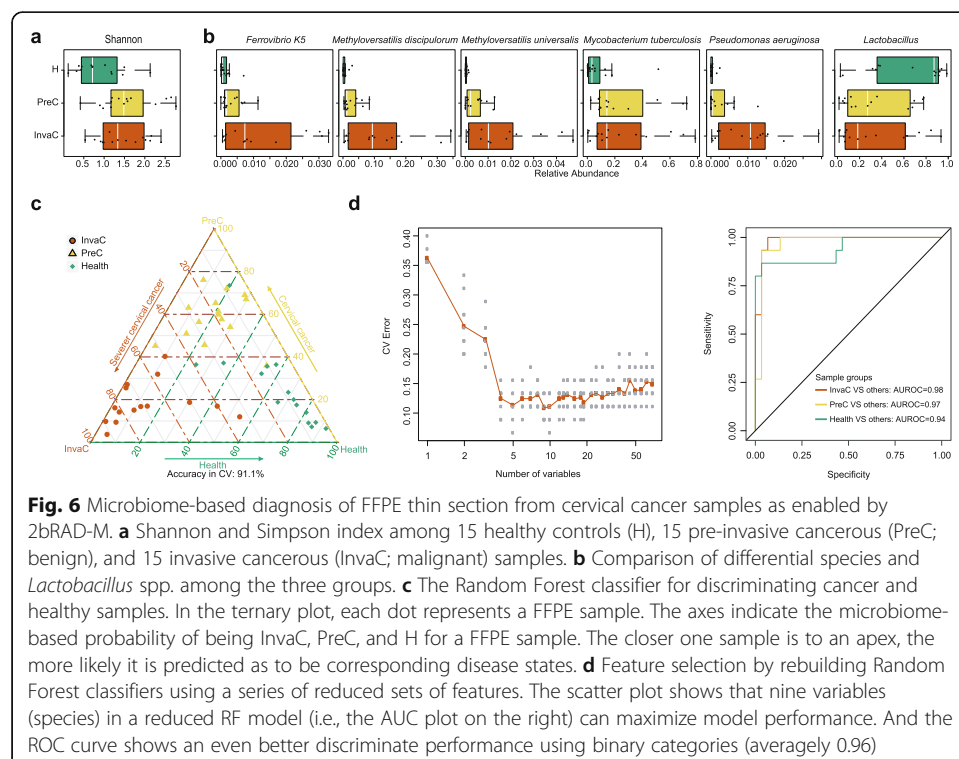 a
b
Shannon
Ferrovibrio K5
Methyloversatilis discipulorum
Methyloversatilis universalis
Mycobacterium tuberculosis
Pseudomonas aeruginosa
Lactobacillus
H
PreC
InvaC
0.5 1.0 1.5 2.0 2.5
0.000 0.010 0.020 0.030
0.00 0.10 0.20 0.30
0.00 0.01 0.02 0.03 0.04
0.0 0.2 0.4 0.6 0.8
0.000 0.010 0.020
0.0 0.2 0.4 0.6 0.8 1.0
Relative Abundance
c
d
InvaC
PreC
Health
PreC
100
80
60
40
20
20
40
60
80
100
Severer cervical cancer
Cervical cancer
InvaC
Health
20
40
60
80
100
Health
Accuracy in CV: 91.1%
CV Error
0.40
0.35
0.30
0.25
0.20
0.15
0.10
1 2 5 10 20 50
Number of variables
Sensitivity
1.00
0.75
0.50
0.25
0.00
Sample groups
InvaC VS others: AUROC=0.98
PreC VS others: AUROC=0.97
Health VS others: AUROC=0.94
0.00 0.25 0.50 0.75 1.00
Specificity
Fig. 6 Microbiome-based diagnosis of FFPE thin section from cervical cancer samples as enabled by
2bRAD-M. a Shannon and Simpson index among 15 healthy controls (H), 15 pre-invasive cancerous (PreC;
benign), and 15 invasive cancerous (InvaC; malignant) samples. b Comparison of differential species and
Lactobacillus spp. among the three groups. c The Random Forest classifier for discriminating cancer and
healthy samples. In the ternary plot, each dot represents a FFPE sample. The axes indicate the microbiome-
based probability of being InvaC, PreC, and H for a FFPE sample. The closer one sample is to an apex, the
more likely it is predicted as to be corresponding disease states. d Feature selection by rebuilding Random
Forest classifiers using a series of reduced sets of features. The scatter plot shows that nine variables
(species) in a reduced RF model (i.e., the AUC plot on the right) can maximize model performance. And the
ROC curve shows an even better discriminate performance using binary categories (averagely 0.96)